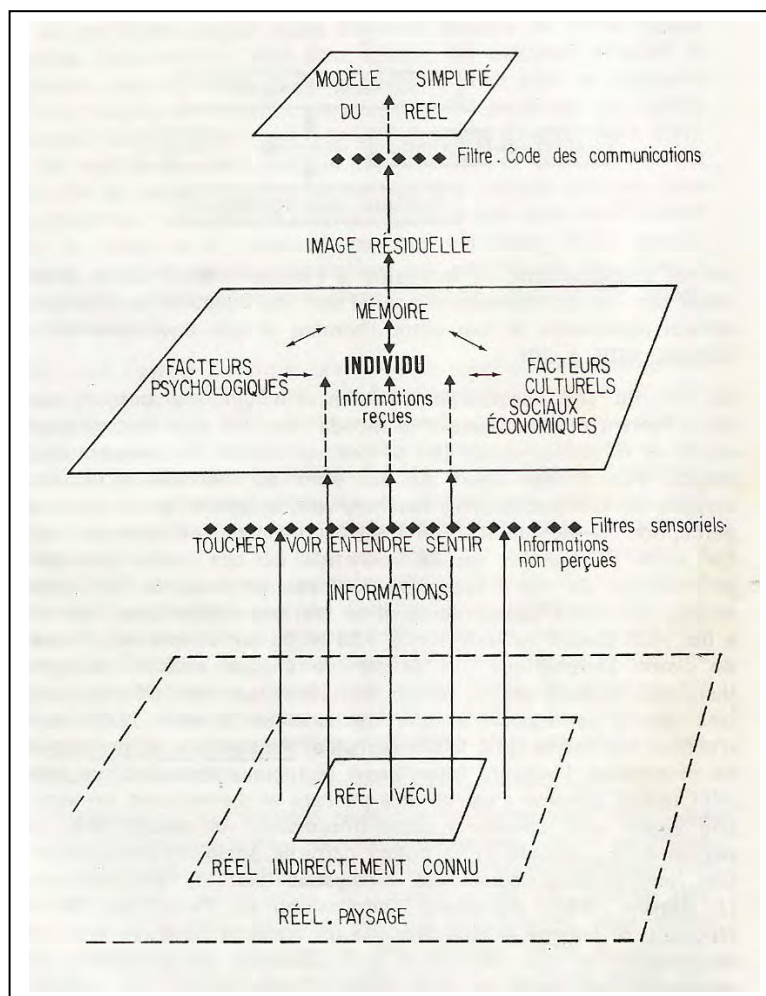 MODÈLE SIMPLIFIÉ
DU RÉEL
Filtre. Code des communications
IMAGE RÉSIDUELLE
MÉMOIRE
FACTEURS
PSYCHOLOGIQUES
INDIVIDU
Informations
reçues
FACTEURS
CULTURELS
SOCIAUX
ÉCONOMIQUES
Filtres sensoriels.
TOUCHER VOIR ENTENDRE SENTIR Informations
non perçues
INFORMATIONS
RÉEL VÉCU
RÉEL INDIRECTEMENT CONNU
RÉEL. PAYSAGE